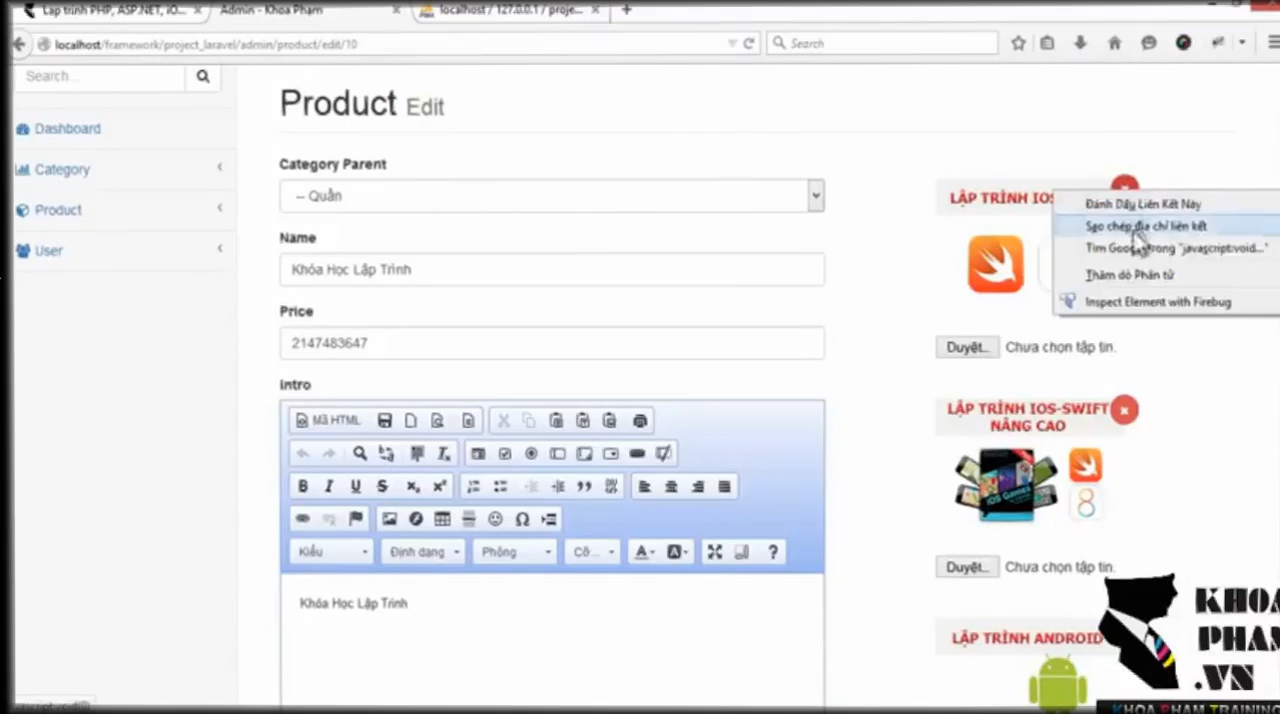 Lập trình PHP, ASP.NET, iO...
Admin - Khoa Phạm
localhost / 127.0.0.1 / proje...
localhost/framework/project_laravel/admin/product/edit/10
Search
Search...
Dashboard
Category
Product
User
Product Edit
Category Parent
-- Quần
Name
Khóa Học Lập Trình
Price
2147483647
Intro
Mã HTML
Kiểu
Định dạng
Phông
Cỡ...
Khóa Học Lập Trình
LẬP TRÌNH IOS
Đánh Dấu Liên Kết Này
Sao chép địa chỉ liên kết
Tìm Google trong "javascript:void..."
Thăm dò Phần tử
Inspect Element with Firebug
Duyệt... Chưa chọn tập tin.
LẬP TRÌNH IOS-SWIFT
NÂNG CAO
iOS Games
8
Duyệt... Chưa chọn tập tin.
LẬP TRÌNH ANDROID
KHOA
PHAM
.VN
KHOA PHAM TRAINING